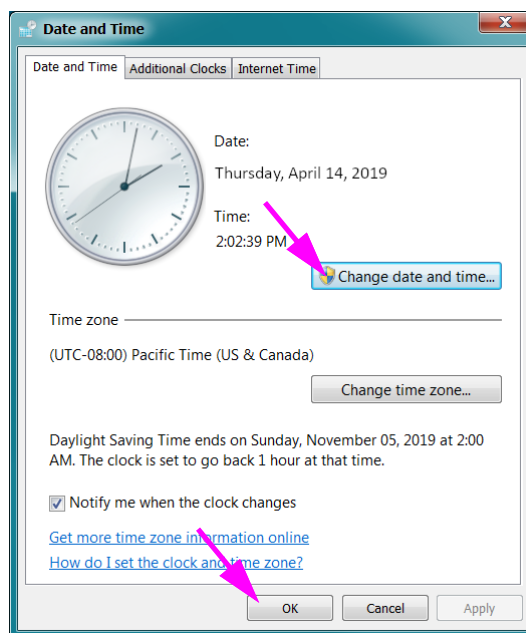 Date and Time
Date and Time Additional Clocks Internet Time
Date:
Thursday, April 14, 2019
Time:
2:02:39 PM
Change date and time...
Time zone
(UTC-08:00) Pacific Time (US & Canada)
Change time zone...
Daylight Saving Time ends on Sunday, November 05, 2019 at 2:00
AM. The clock is set to go back 1 hour at that time.
Notify me when the clock changes
Get more time zone information online
How do I set the clock and time zone?
OK Cancel Apply